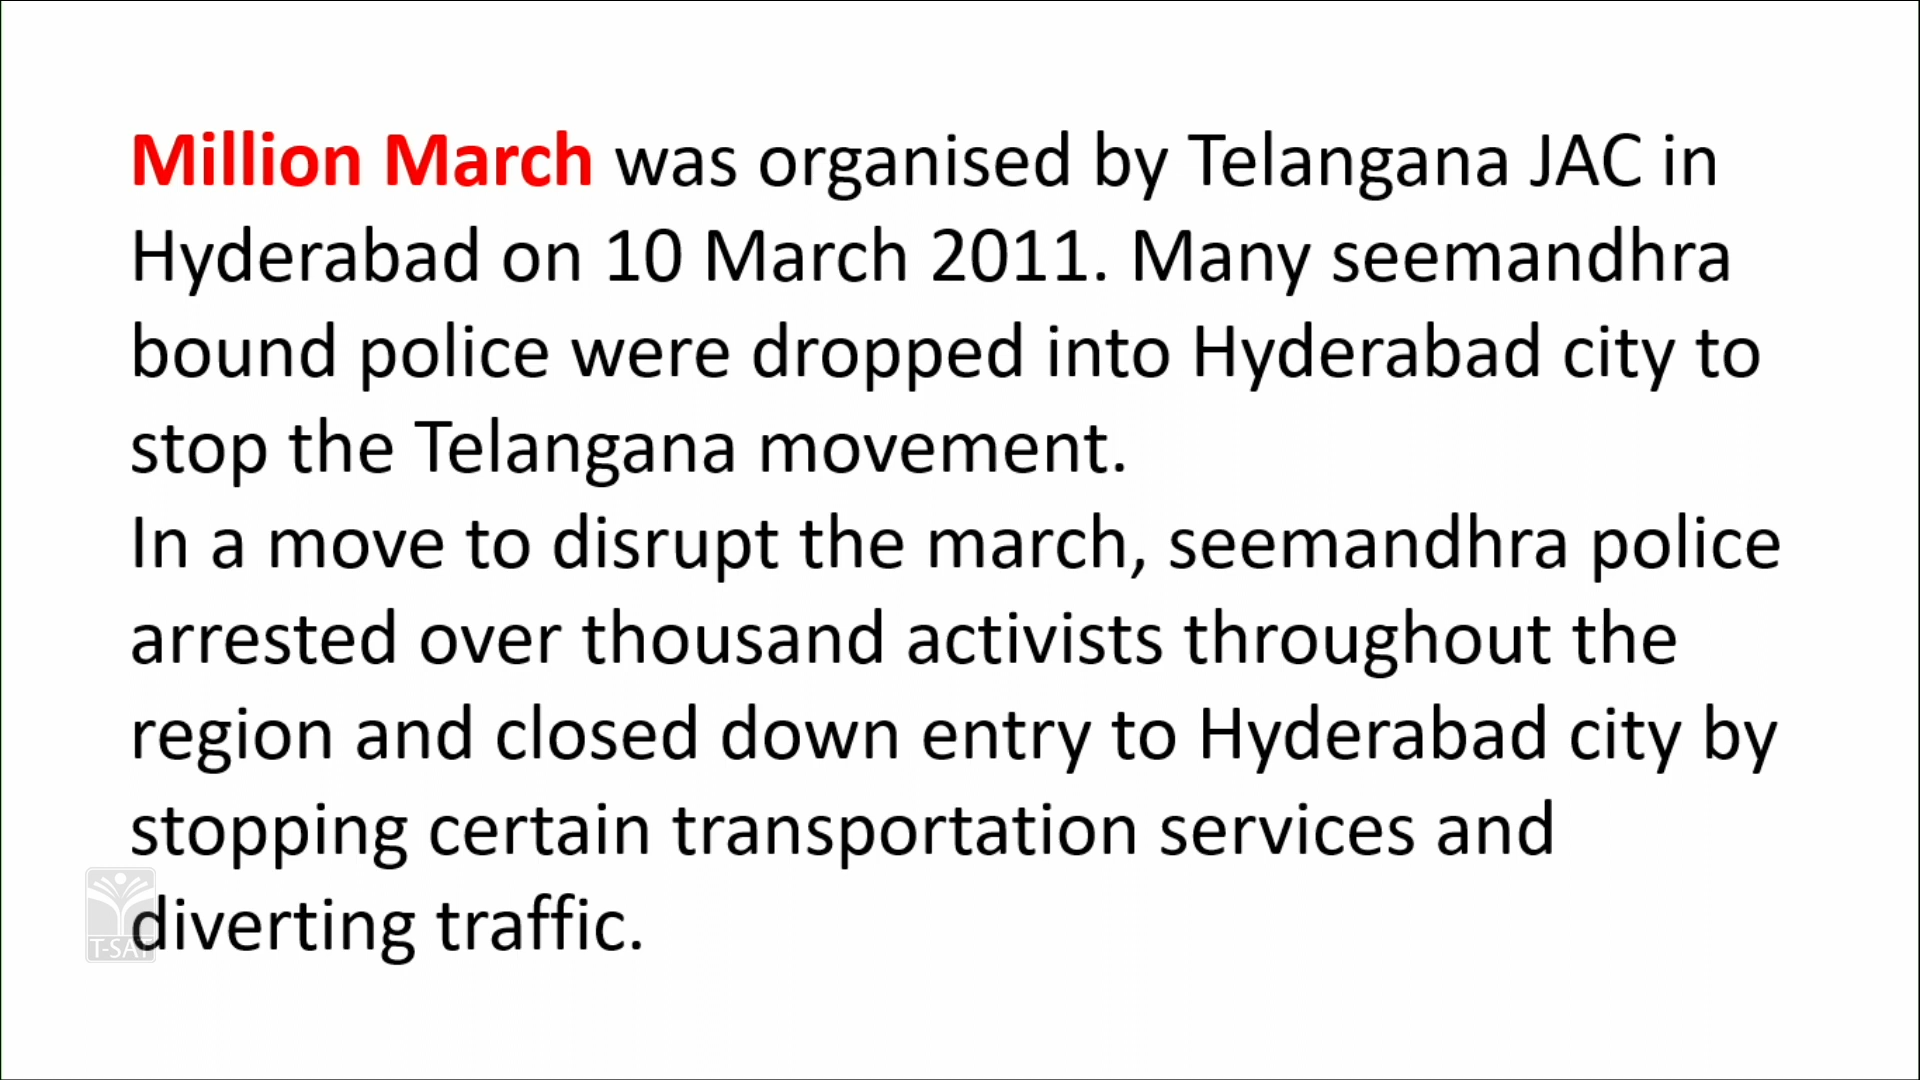 Million March was organised by Telangana JAC in
Hyderabad on 10 March 2011. Many seemandhra
bound police were dropped into Hyderabad city to
stop the Telangana movement.
In a move to disrupt the march, seemandhra police
arrested over thousand activists throughout the
region and closed down entry to Hyderabad city by
stopping certain transportation services and
diverting traffic.
T-SAT